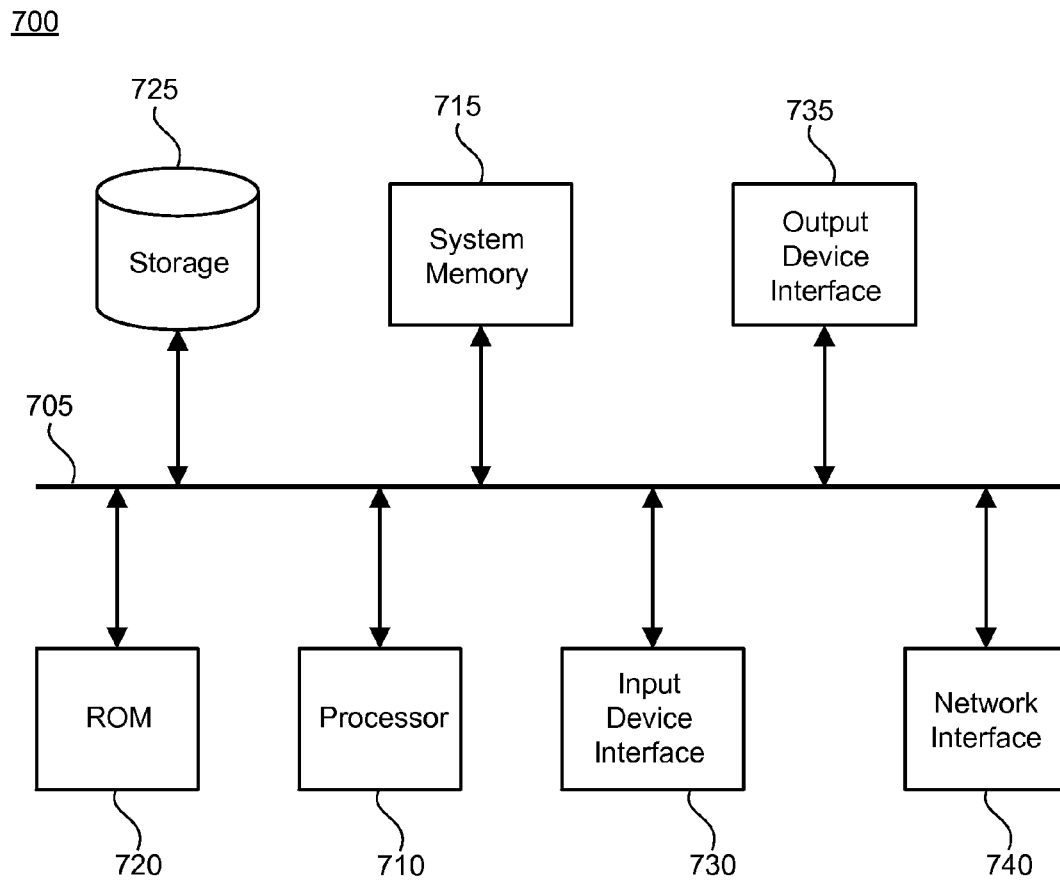 700
725
715
735
Storage
System
Memory
Output
Device
Interface
705
ROM
Processor
Input
Device
Interface
Network
Interface
720
710
730
740